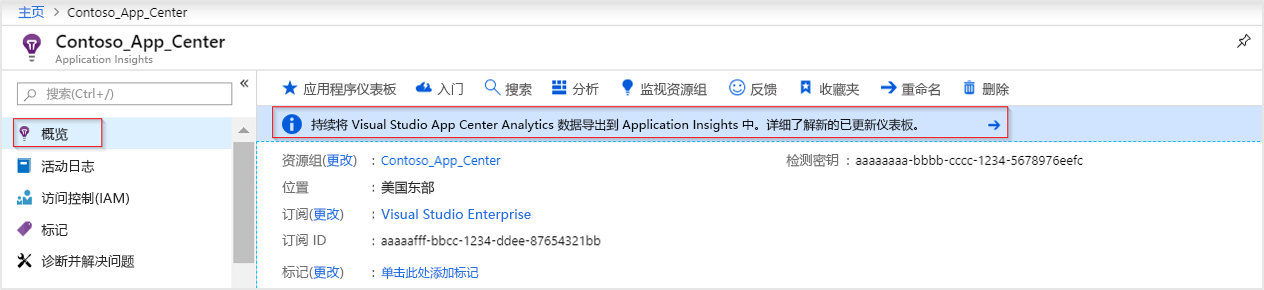 主页 > Contoso_App_Center
Contoso_App_Center
Application Insights
搜索(Ctrl+/)
«
应用程序仪表板 入门 搜索 分析 监视资源组 反馈 收藏夹 重命名 删除
概览
活动日志
访问控制(IAM)
标记
诊断并解决问题
持续将 Visual Studio App Center Analytics 数据导出到 Application Insights 中。详细了解新的已更新仪表板。
资源组(更改) : Contoso_App_Center 检测密钥 : aaaaaaaa-bbbb-cccc-1234-5678976eefc
位置 : 美国东部
订阅(更改) : Visual Studio Enterprise
订阅 ID : aaaaafff-bbcc-1234-ddee-87654321bb
标记(更改) : 单击此处添加标记